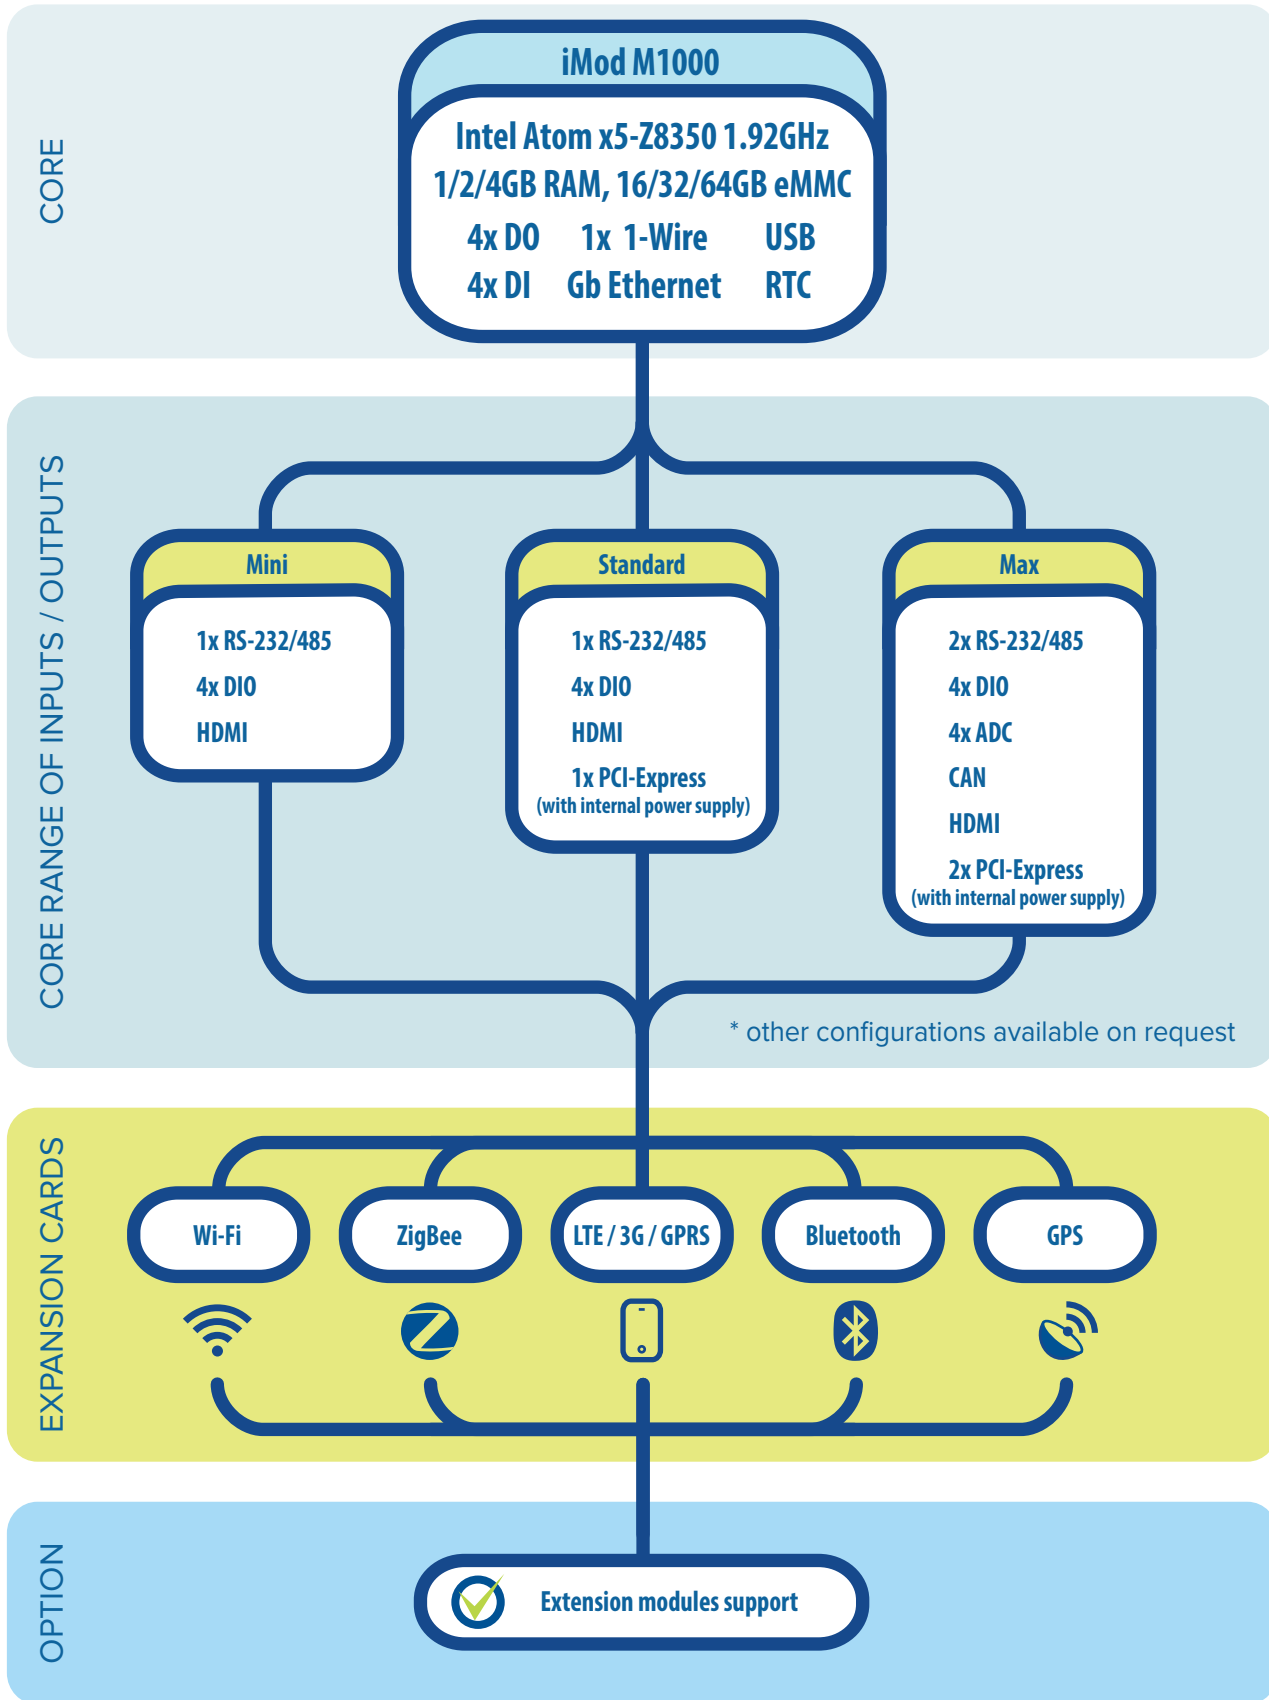 CORE
iMod M1000
Intel Atom x5-Z8350 1.92GHz
1/2/4GB RAM, 16/32/64GB eMMC
4x DO 1x 1-Wire USB
4x DI Gb Ethernet RTC
CORE RANGE OF INPUTS / OUTPUTS
Mini
1x RS-232/485
4x DIO
HDMI
Standard
1x RS-232/485
4x DIO
HDMI
1x PCI-Express
(with internal power supply)
Max
2x RS-232/485
4x DIO
4x ADC
CAN
HDMI
2x PCI-Express
(with internal power supply)
* other configurations available on request
EXPANSION CARDS
Wi-Fi
ZigBee
LTE / 3G / GPRS
Bluetooth
GPS
OPTION
Extension modules support